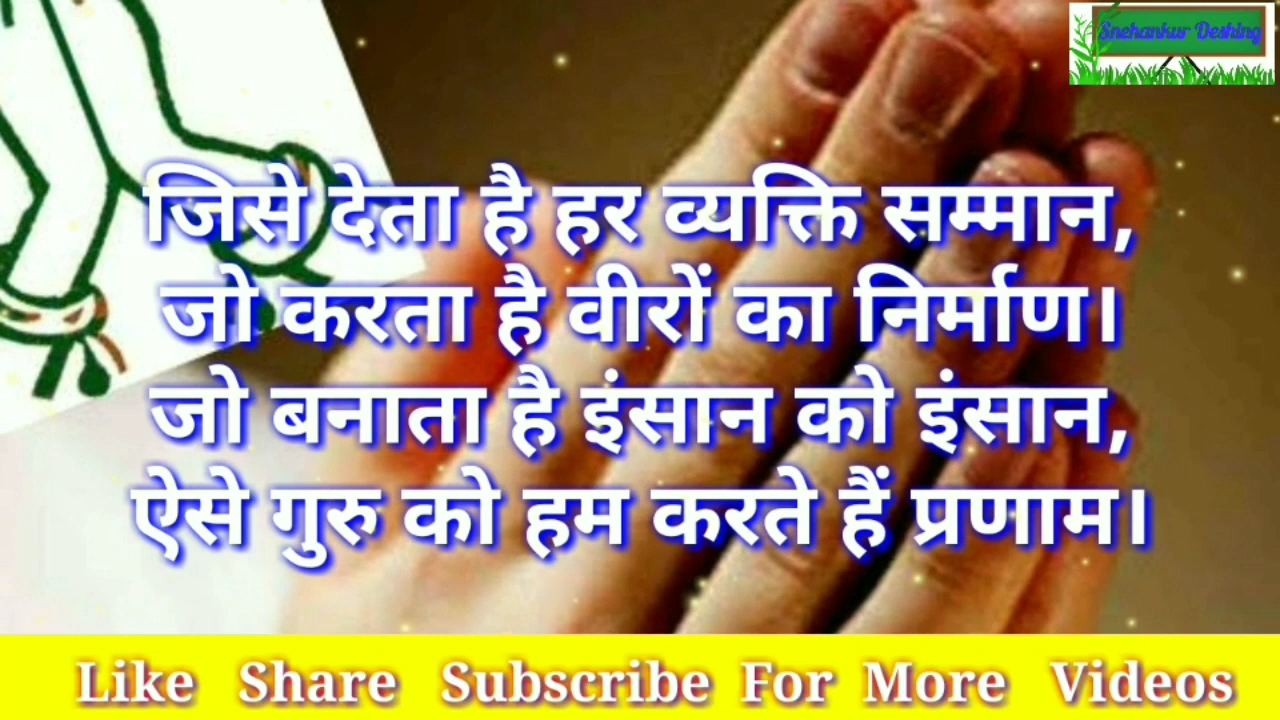 Snehankur Deshing
जिसे देता है हर व्यक्ति सम्मान,
जो करता है वीरों का निर्माण।
जो बनाता है इंसान को इंसान,
ऐसे गुरु को हम करते हैं प्रणाम।
Like Share Subscribe For More Videos